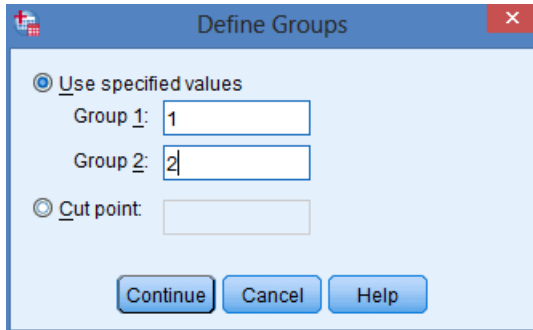 Define Groups
Use specified values
Group 1: 1
Group 2: 2
Cut point:
Continue Cancel Help